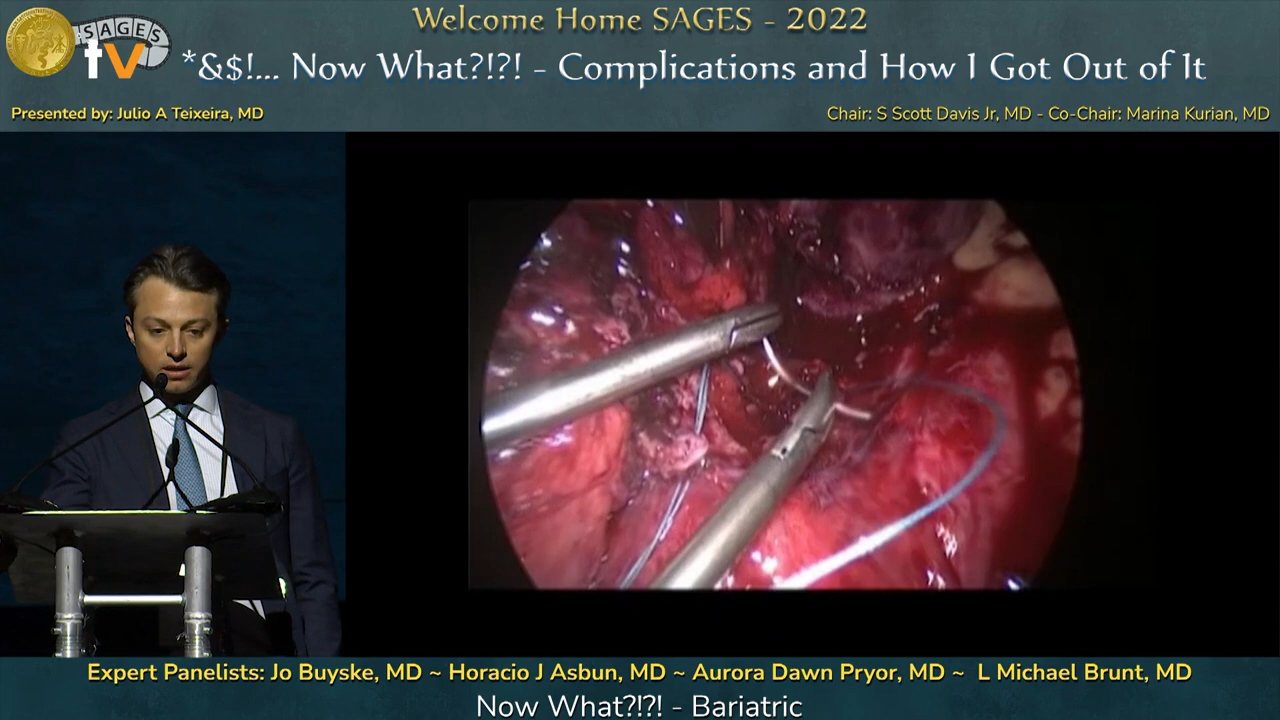 Welcome Home SAGES - 2022
SAGES
tv
*&$!... Now What?!?! - Complications and How I Got Out of It
Presented by: Julio A Teixeira, MD
Chair: S Scott Davis Jr, MD - Co-Chair: Marina Kurian, MD
Expert Panelists: Jo Buyske, MD ~ Horacio J Asbun, MD ~ Aurora Dawn Pryor, MD ~ L Michael Brunt, MD
Now What?!?! - Bariatric